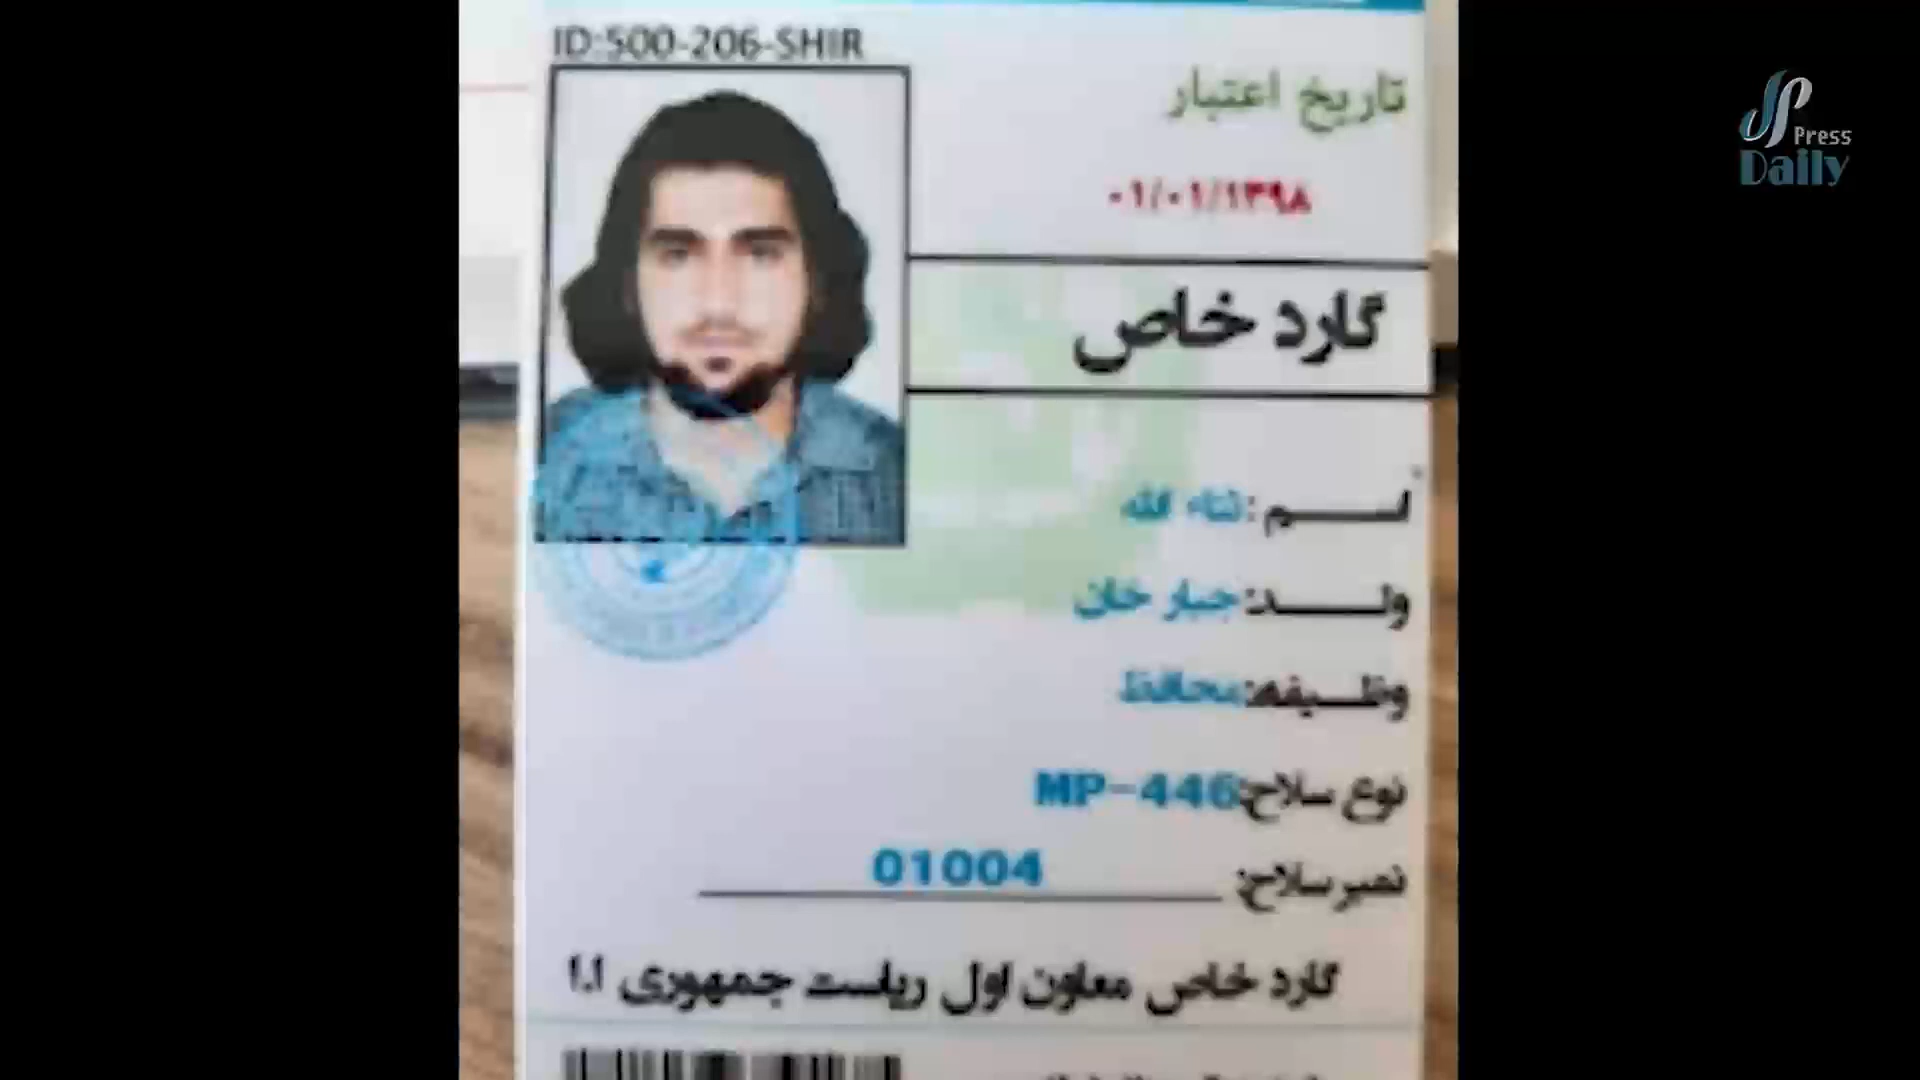 ID:500-206-SHIR
تاریخ اعتبار
۰۱/۰۱/۱۳۹۸
گارد خاص
اسم: ثناء الله
ولد: جبار خان
وظیفه: محافظ
نوع سلاح: MP-446
نمبر سلاح: 01004
گارد خاص معاون اول ریاست جمهوری ا.ا
Press
Daily